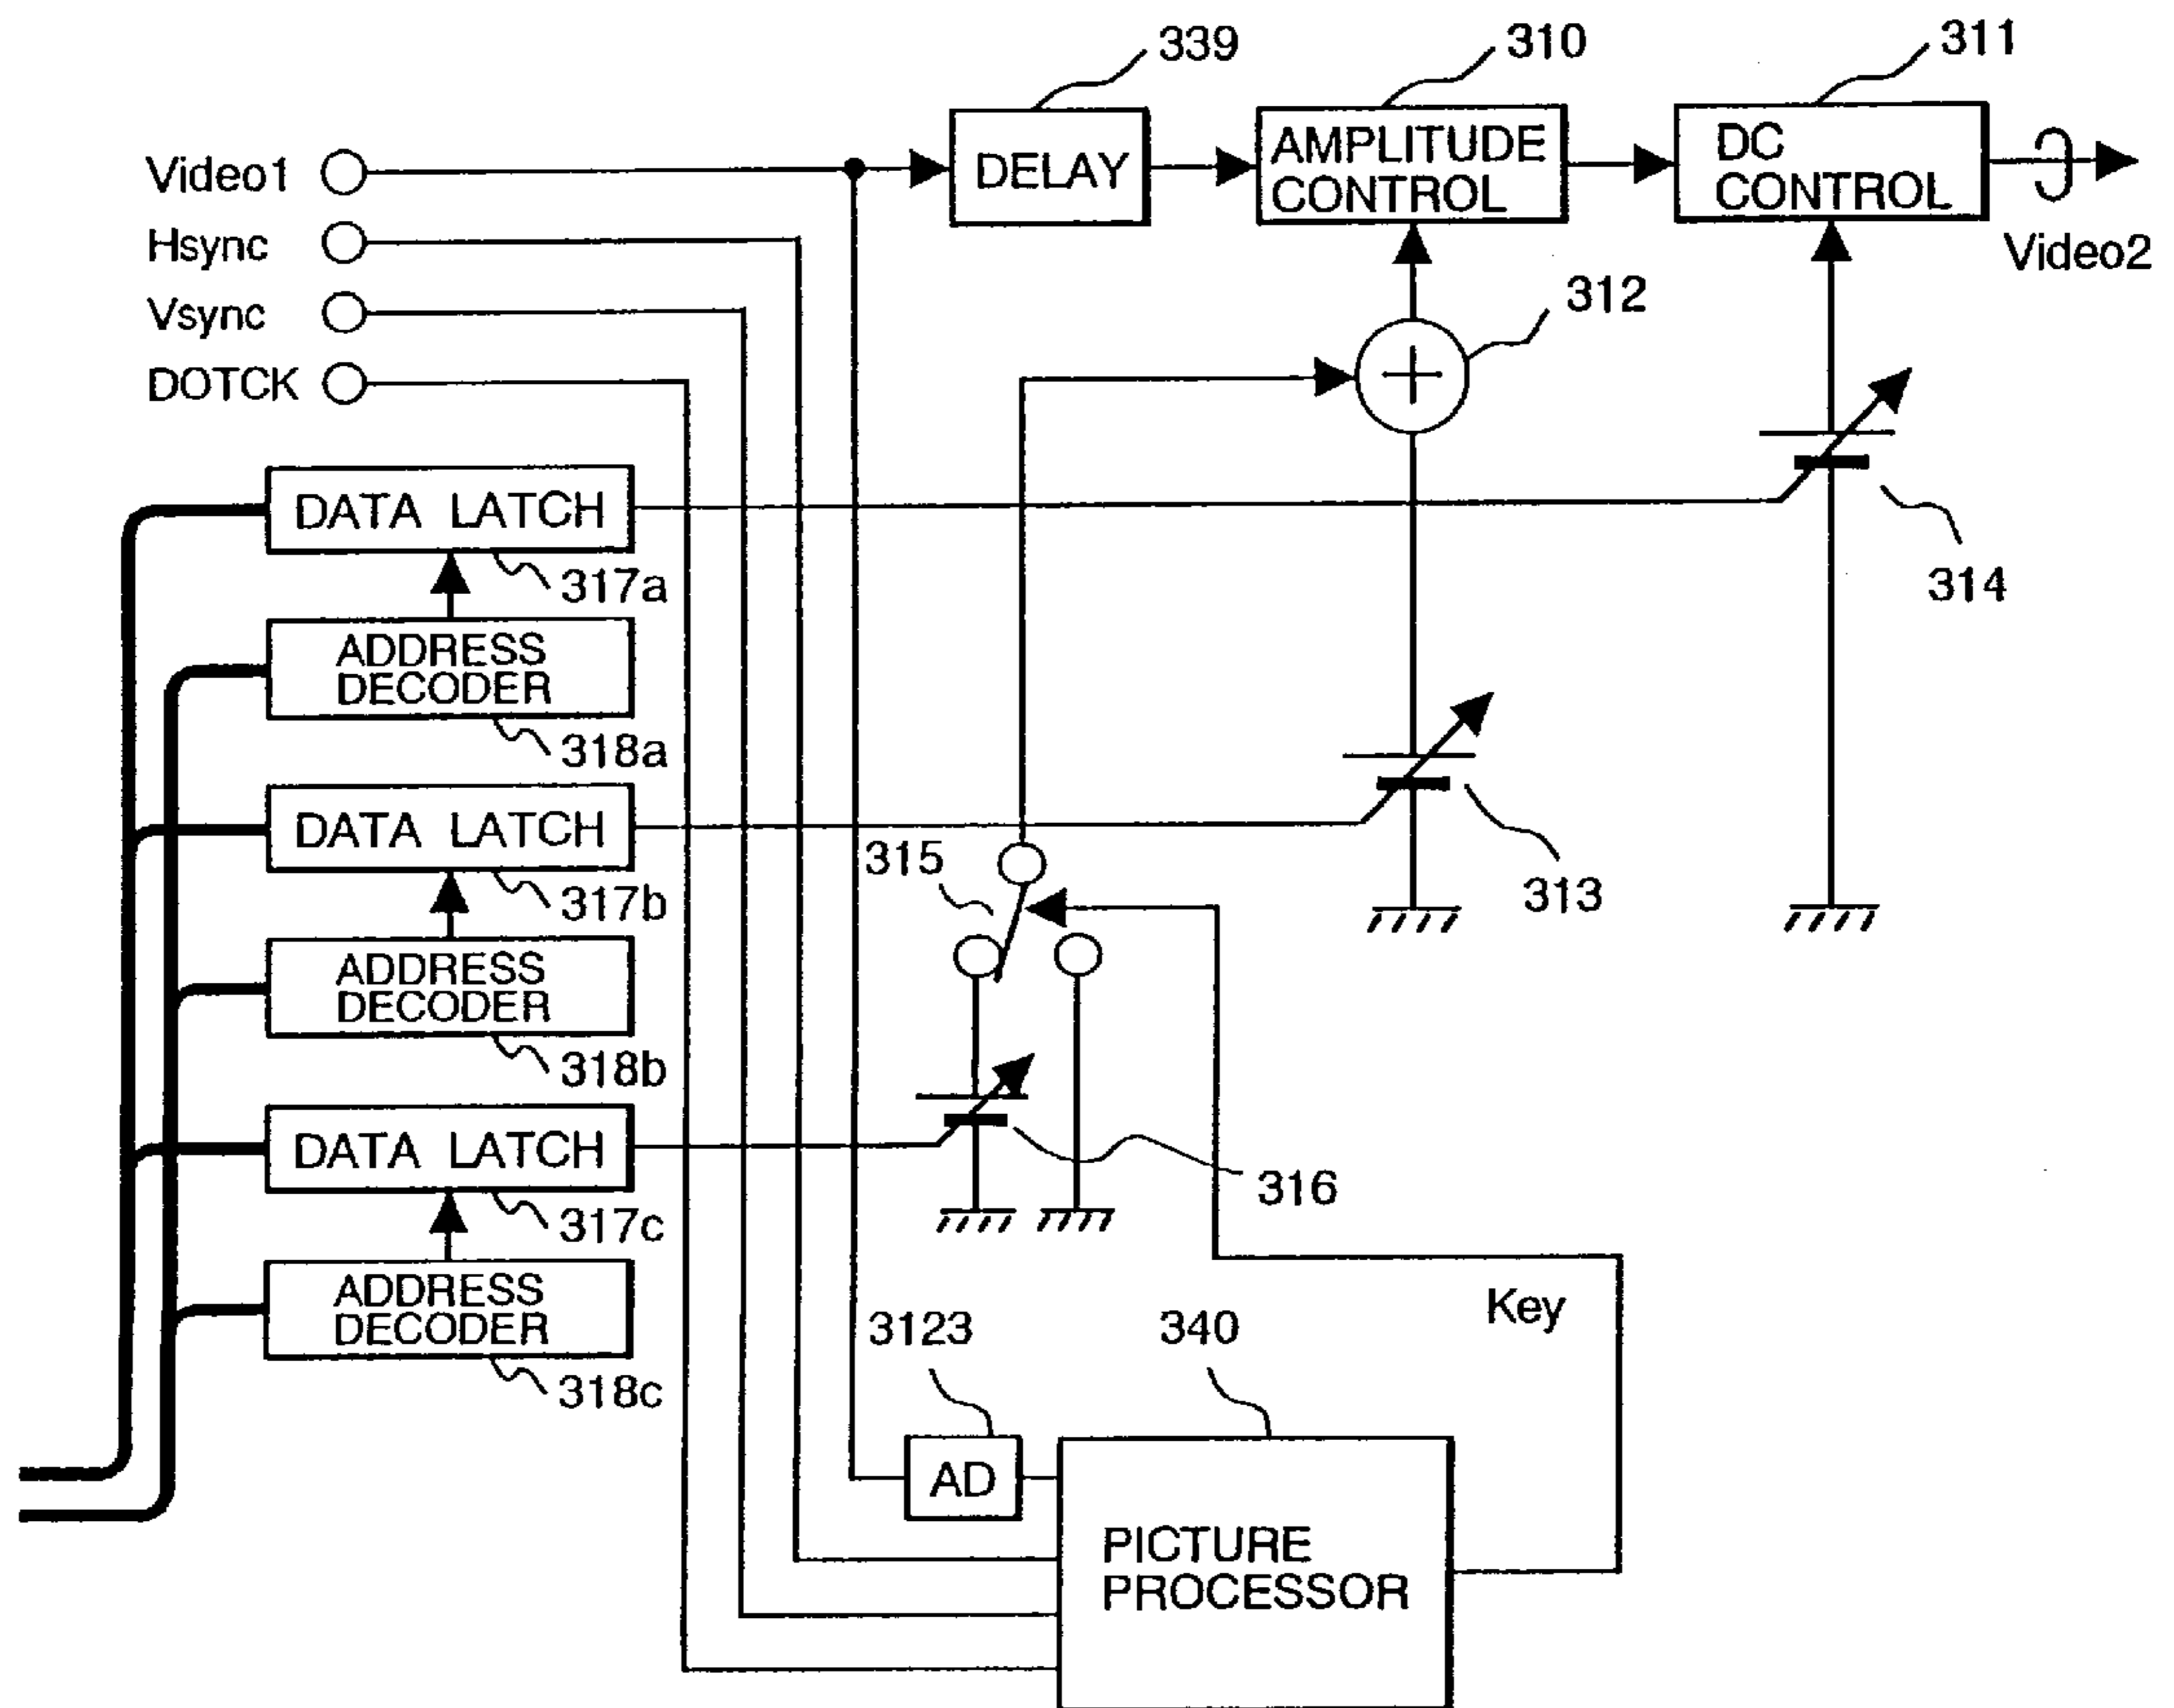 339
310
311
Video1
DELAY
AMPLITUDE
CONTROL
DC
CONTROL
Video2
Hsync
Vsync
DOTCK
312
DATA LATCH
317a
314
ADDRESS
DECODER
318a
DATA LATCH
317b
315
313
ADDRESS
DECODER
318b
DATA LATCH
317c
316
ADDRESS
DECODER
318c
Key
3123
340
AD
PICTURE
PROCESSOR